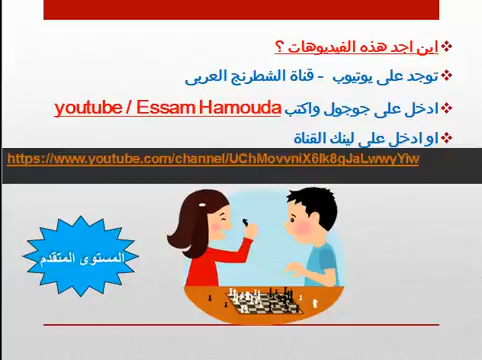 اين اجد هذه الفيديوهات ؟
توجد على يوتيوب - قناة الشطرنج العربى
ادخل على جوجول واكتب youtube / Essam Hamouda
او ادخل على لينك القناة
https://www.youtube.com/channel/UChMovvniX6Ik8gJaLwwyYiw
المستوى المتقدم